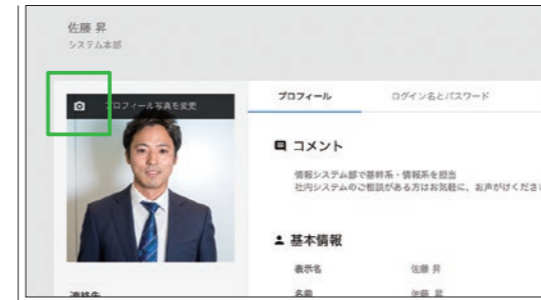 佐藤 昇
システム本部
プロフィール写真を変更
プロフィール
ログイン名とパスワード
コメント
情報システム部で基幹系・情報系を担当
社内システムのご相談がある方はお気軽に、お声がけくださ
基本情報
表示名 佐藤 昇
名前 佐藤 昇
連絡先